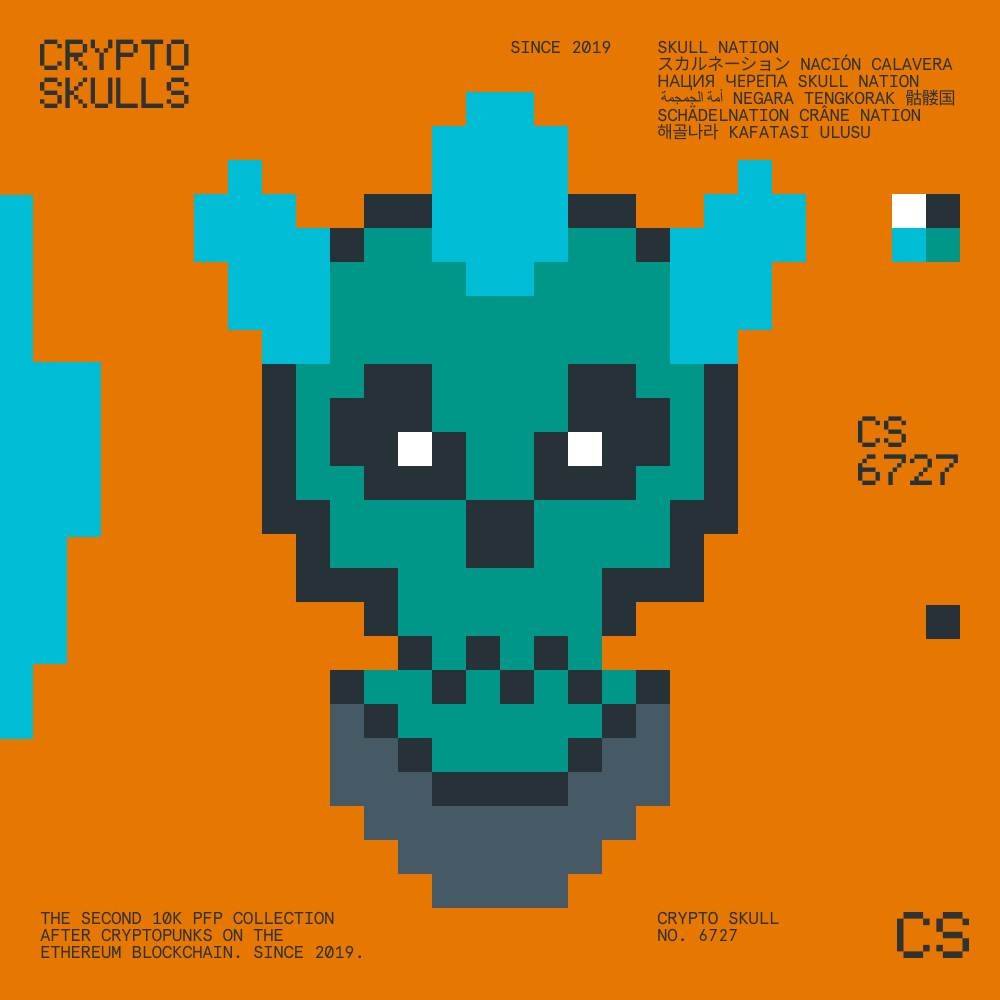 CRYPTO
SKULLS
SINCE 2019
SKULL NATION
スカルネーション NACIÓN CALAVERA
НАЦИЯ ЧЕРЕПА SKULL NATION
أمة الجمجمة NEGARA TENGKORAK 骷髅国
SCHÄDELNATION CRÂNE NATION
해골나라 KAFATASI ULUSU
CS
6727
THE SECOND 10K PFP COLLECTION
AFTER CRYPTOPUNKS ON THE
ETHEREUM BLOCKCHAIN. SINCE 2019.
CRYPTO SKULL
NO. 6727
CS